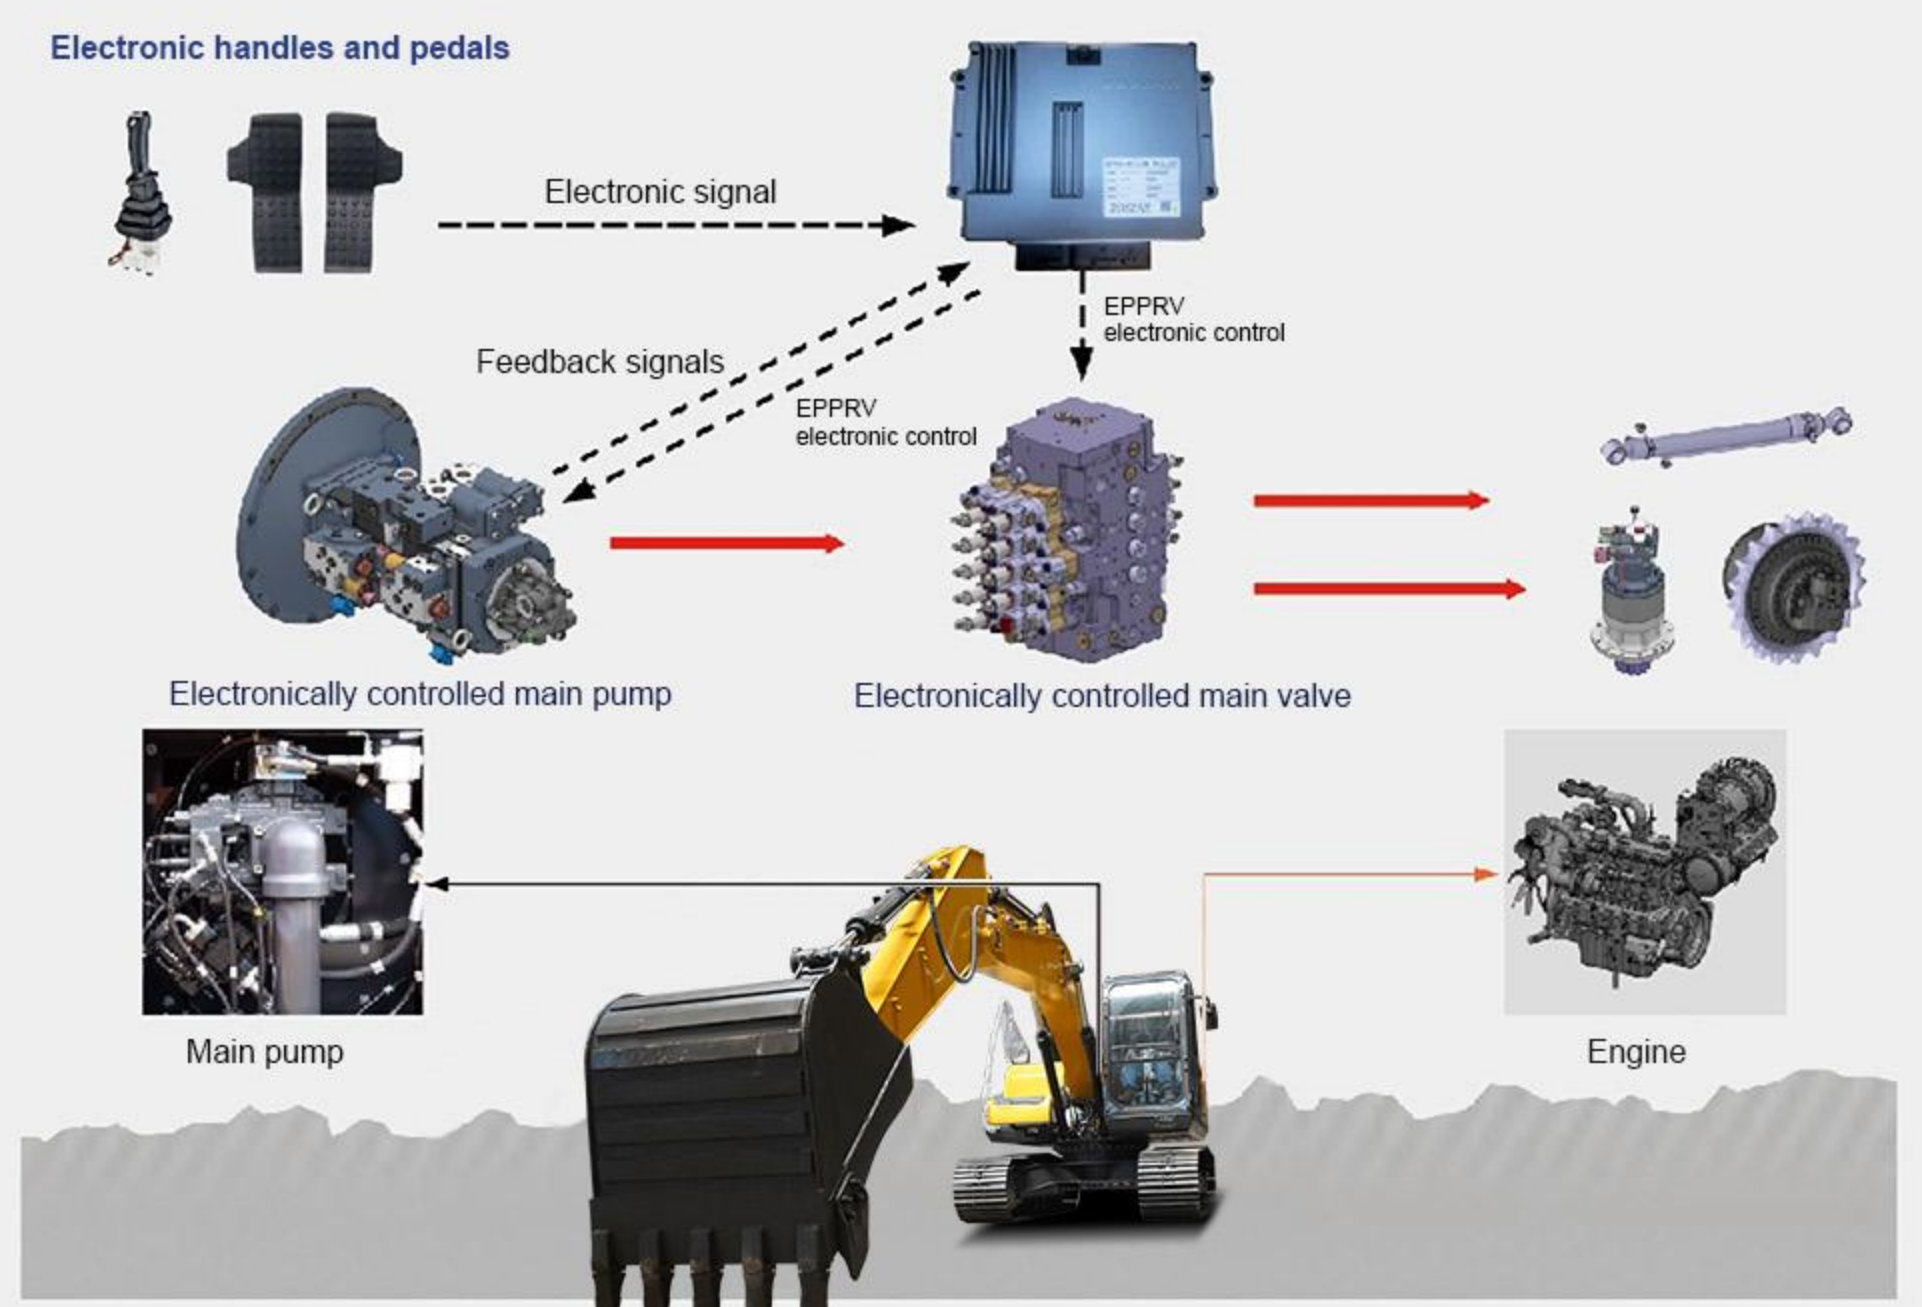 Electronic handles and pedals
Electronic signal
EPPRV
electronic control
Feedback signals
EPPRV
electronic control
Electronically controlled main pump
Electronically controlled main valve
Main pump
Engine